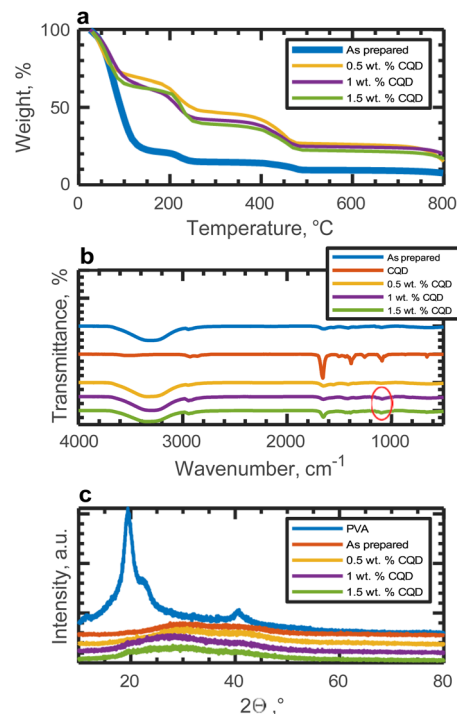 a
Weight, %
100
50
0
As prepared
0.5 wt. % CQD
1 wt. % CQD
1.5 wt. % CQD
0 200 400 600 800
Temperature, °C
b
Transmittance, %
As prepared
CQD
0.5 wt. % CQD
1 wt. % CQD
1.5 wt. % CQD
4000 3000 2000 1000
Wavenumber, cm⁻¹
c
Intensity, a.u.
PVA
As prepared
0.5 wt. % CQD
1 wt. % CQD
1.5 wt. % CQD
20 40 60 80
2Θ ,°